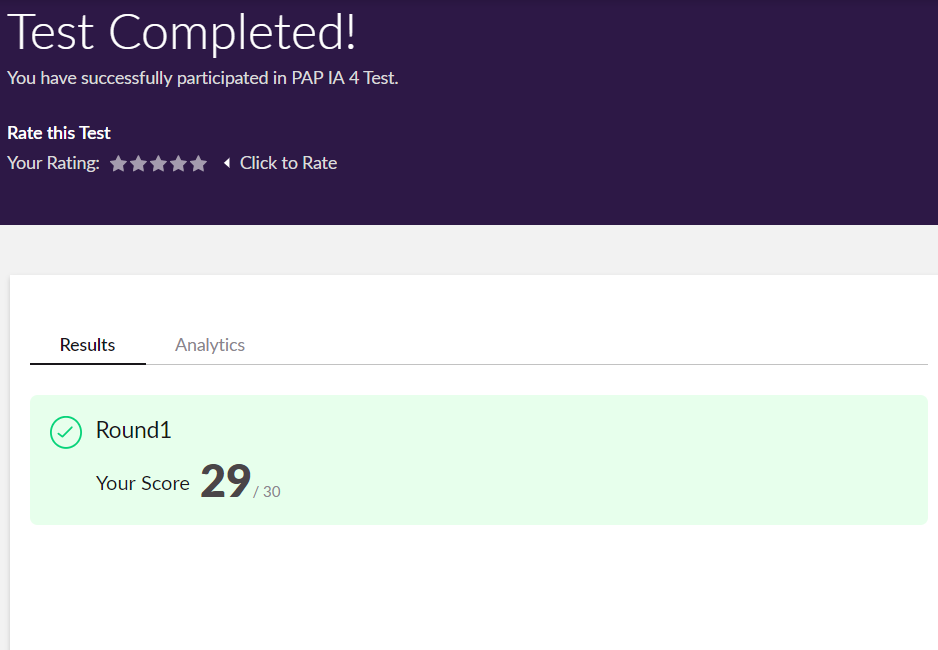 Test Completed!
You have successfully participated in PAP IA 4 Test.
Rate this Test
Your Rating: Click to Rate
Results Analytics
Round1
Your Score 29 / 30